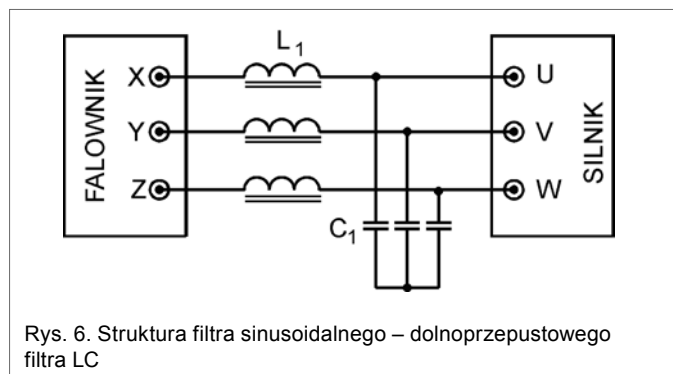 L1
X
U
Y
V
Z
W
FALOWNIK
SILNIK
C1
Rys. 6. Struktura filtra sinusoidalnego – dolnoprzepustowego
filtra LC